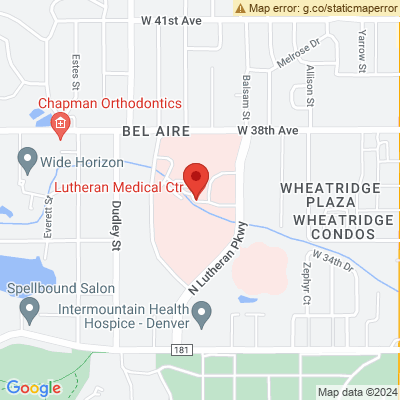 Map error: g.co/staticmaperror
W 41st Ave
Melrose Dr
Yarrow St
Estes St
Allison St
Balsam St
Chapman Orthodontics
BEL AIRE
W 38th Ave
Wide Horizon
Lutheran Medical Ctr
WHEATRIDGE
PLAZA
WHEATRIDGE
CONDOS
Everett St
Dudley St
N Lutheran Pkwy
W 34th Dr
Zephyr Ct
Spellbound Salon
Intermountain Health
Hospice - Denver
181
Google
Map data ©2024